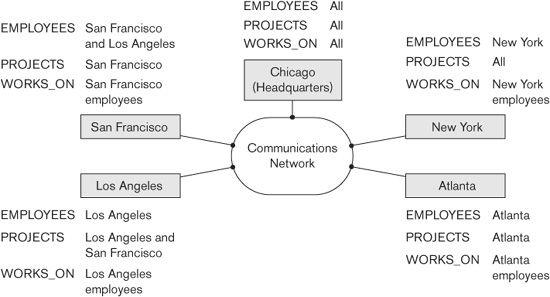 EMPLOYEES All
PROJECTS All
WORKS_ON All
Chicago
(Headquarters)
EMPLOYEES San Francisco
and Los Angeles
PROJECTS San Francisco
WORKS_ON San Francisco
employees
San Francisco
EMPLOYEES New York
PROJECTS All
WORKS_ON New York
employees
New York
Communications
Network
Los Angeles
EMPLOYEES Los Angeles
PROJECTS Los Angeles and
San Francisco
WORKS_ON Los Angeles
employees
Atlanta
EMPLOYEES Atlanta
PROJECTS Atlanta
WORKS_ON Atlanta
employees